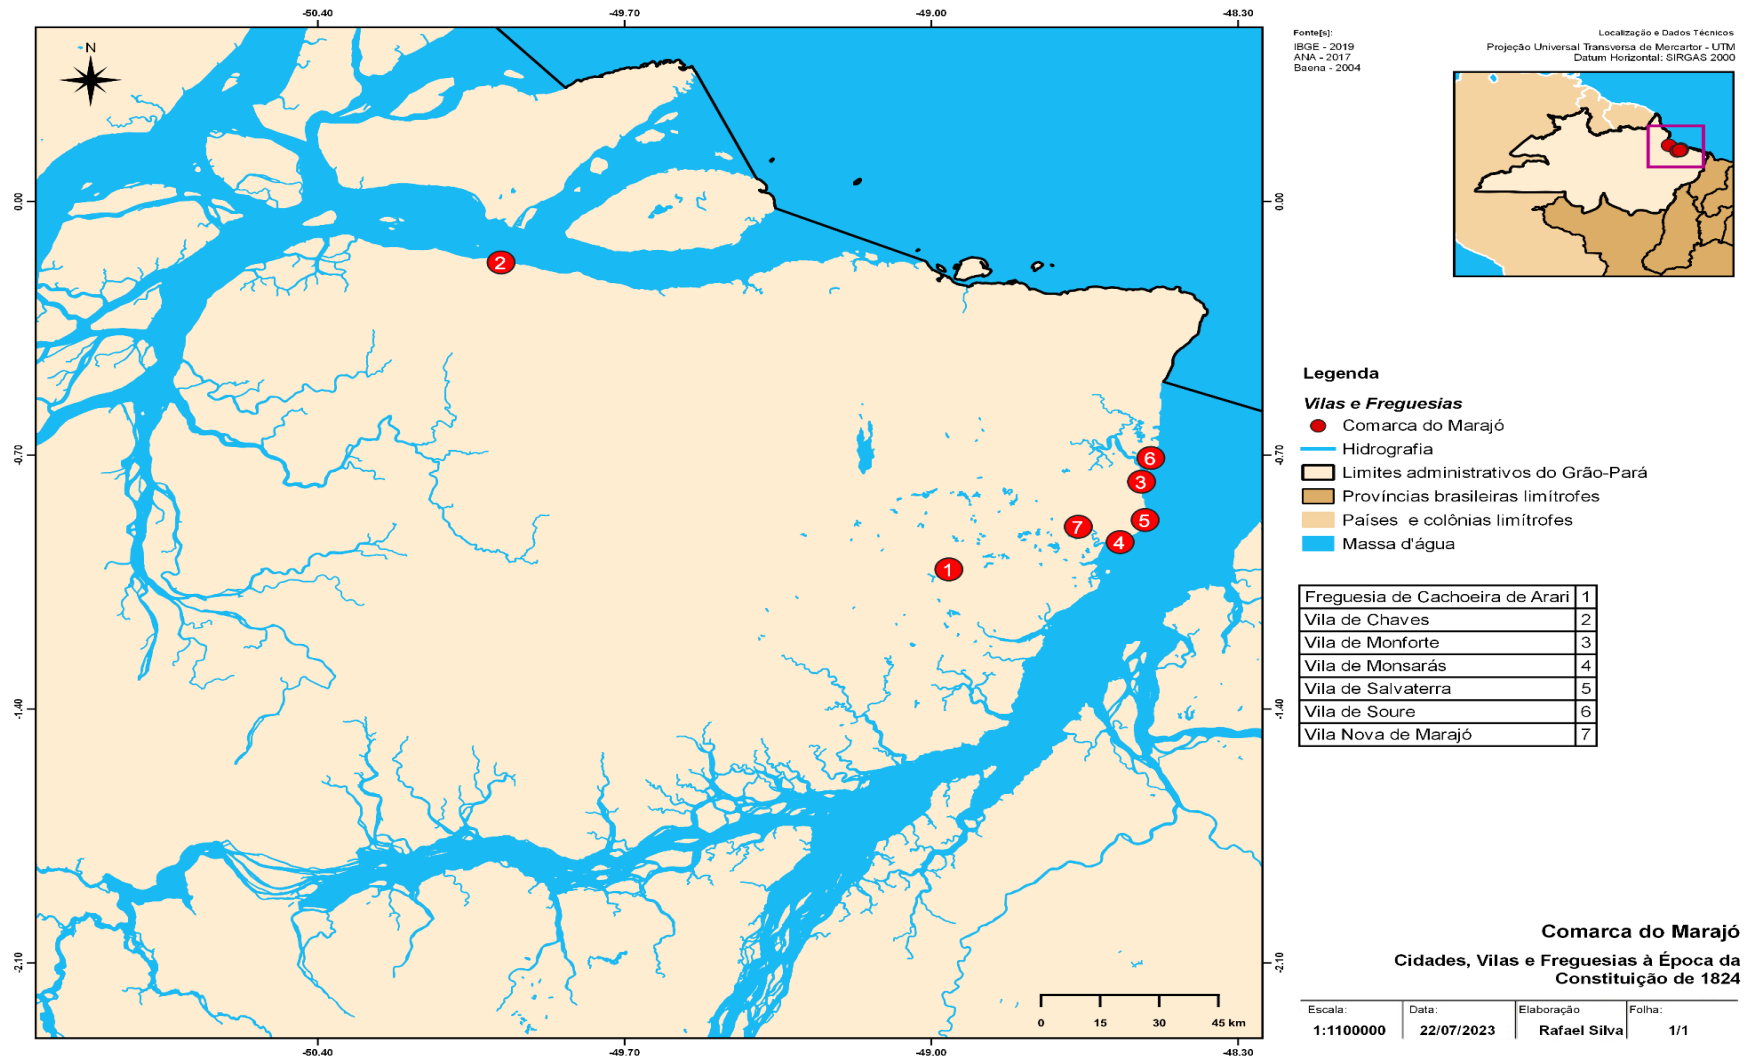 -50.40
-49.70
-49.00
-48.30
N
0.00
0.00
-0.70
-0.70
-1.40
-1.40
-2.10
-2.10
2
6
3
5
7
4
1
0 15 30 45 km
-50.40
-49.70
-49.00
-48.30
Fonte[s]:
IBGE - 2019
ANA - 2017
Baena - 2004
Localização e Dados Técnicos
Projeção Universal Transversa de Mercartor - UTM
Datum Horizontal: SIRGAS 2000
Legenda
Vilas e Freguesias
Comarca do Marajó
Hidrografia
Limites administrativos do Grão-Pará
Províncias brasileiras limítrofes
Países e colônias limítrofes
Massa d'água
Freguesia de Cachoeira de Arari 1
Vila de Chaves 2
Vila de Monforte 3
Vila de Monsarás 4
Vila de Salvaterra 5
Vila de Soure 6
Vila Nova de Marajó 7
Comarca do Marajó
Cidades, Vilas e Freguesias à Época da
Constituição de 1824
Escala: Data: Elaboração Folha:
1:1100000 22/07/2023 Rafael Silva 1/1